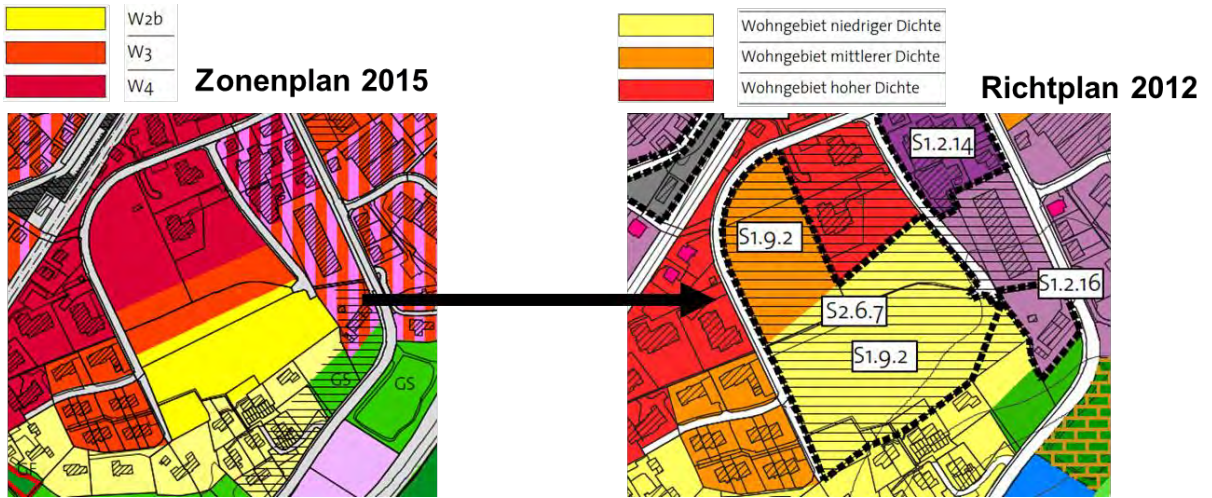 W2b
W3
W4
Zonenplan 2015
Wohngebiet niedriger Dichte
Wohngebiet mittlerer Dichte
Wohngebiet hoher Dichte
Richtplan 2012
GS
GS
GF
S1.2.14
S1.9.2
S1.2.16
S2.6.7
S1.9.2